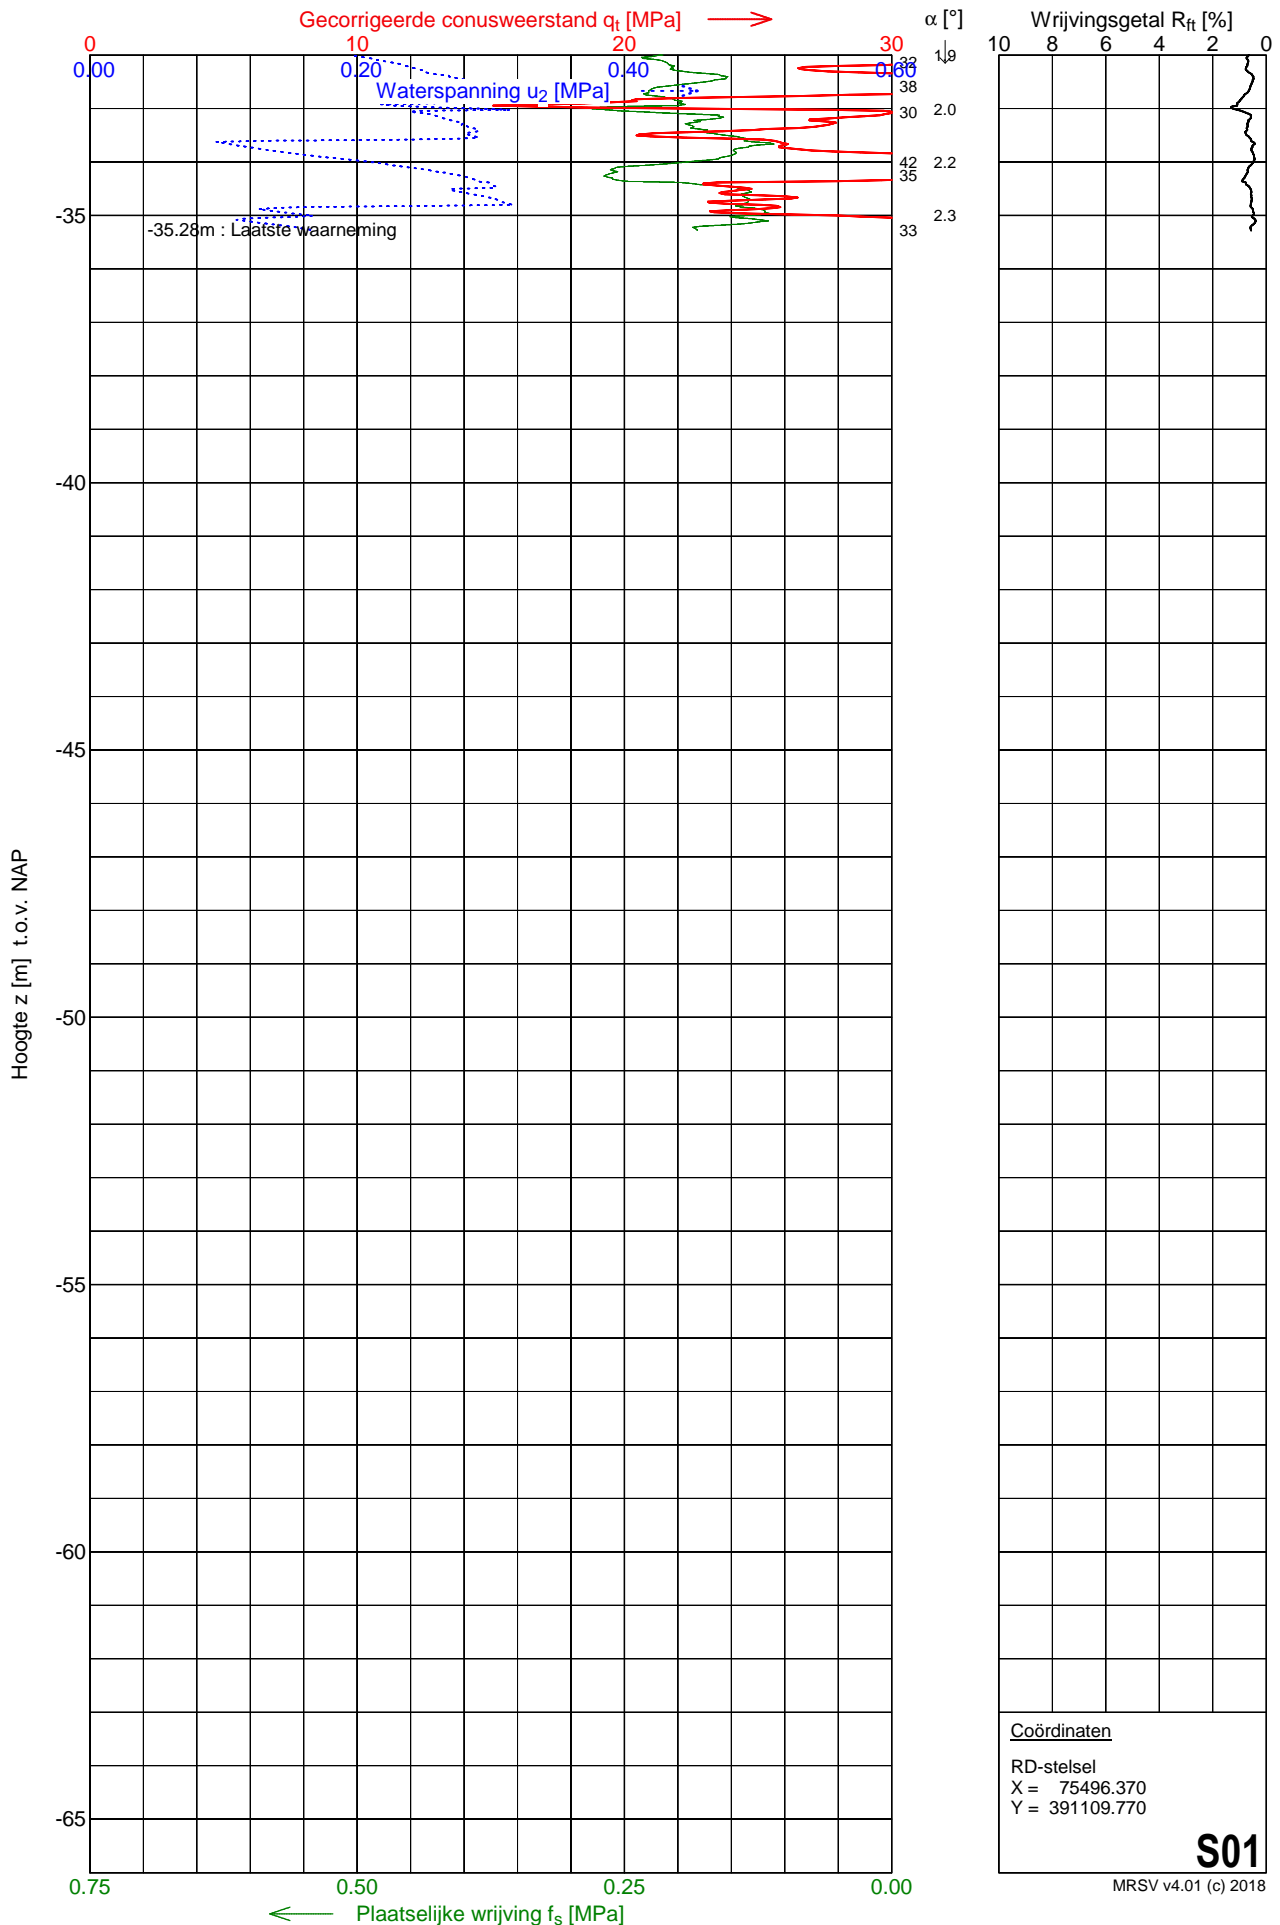 Gecorrigeerde conusweerstand qt [MPa]
α [°]
Wrijvingsgetal Rft [%]
0 10 20 30
10 8 6 4 2 0
0.00 0.20 0.40 0.60
Waterspanning u2 [MPa]
32 1.9
38
30 2.0
42 2.2
35
-35 2.3
-35.28m : Laatste waarneming
33
-40
-45
Hoogte z [m] t.o.v. NAP
-50
-55
-60
-65
Coördinaten
RD-stelsel
X = 75496.370
Y = 391109.770
S01
0.75 0.50 0.25 0.00
MRSV v4.01 (c) 2018
Plaatselijke wrijving fs [MPa]